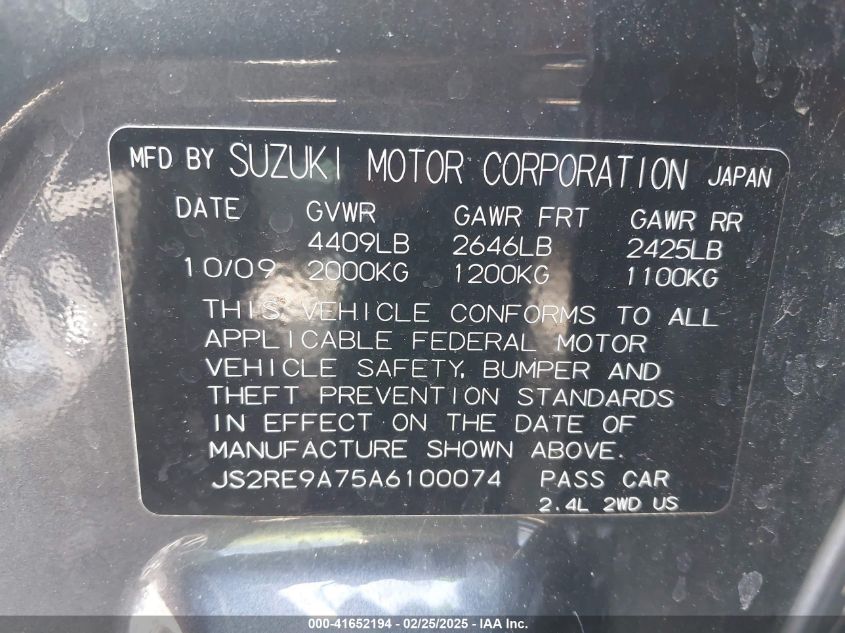 MFD BY SUZUKI MOTOR CORPORATION JAPAN
DATE GVWR GAWR FRT GAWR RR
4409LB 2646LB 2425LB
10/09 2000KG 1200KG 1100KG
THIS VEHICLE CONFORMS TO ALL
APPLICABLE FEDERAL MOTOR
VEHICLE SAFETY, BUMPER AND
THEFT PREVENTION STANDARDS
IN EFFECT ON THE DATE OF
MANUFACTURE SHOWN ABOVE.
JS2RE9A75A6100074 PASS CAR
2.4L 2WD US
000-41652194 - 02/25/2025 - IAA Inc.